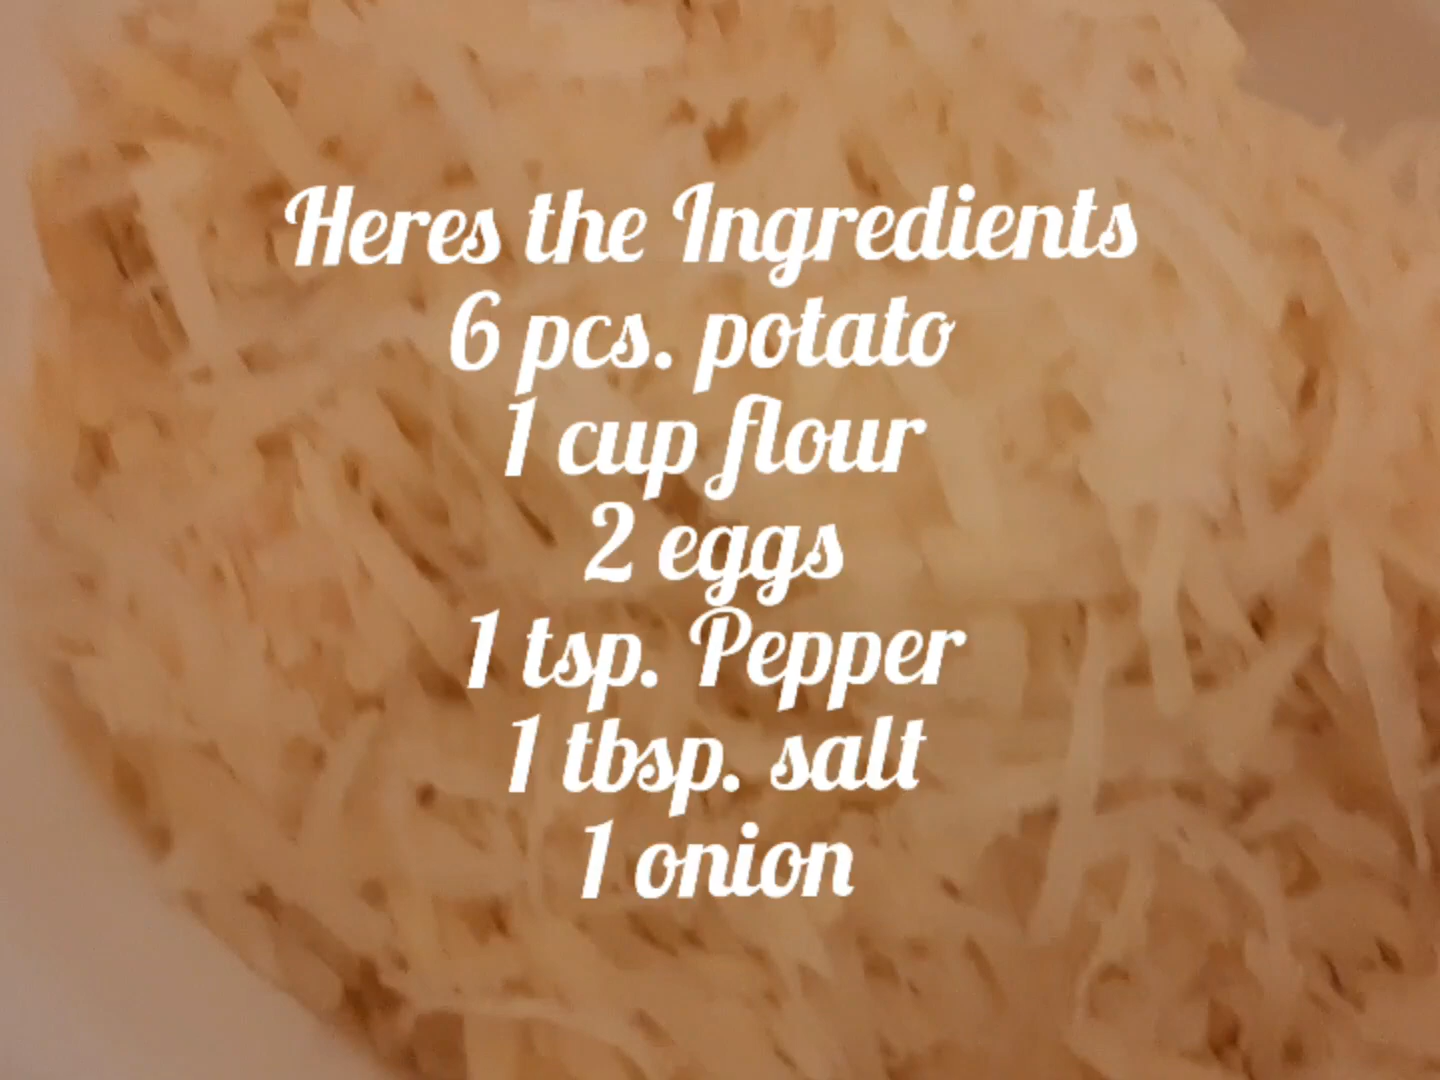 Heres the Ingredients
6 pcs. potato
1 cup flour
2 eggs
1 tsp. Pepper
1 tbsp. salt
1 onion